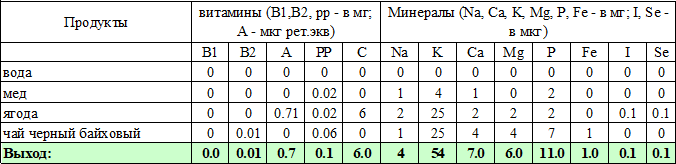 Продукты витамины (B1,B2, рр - в мг; А - мкг рет.экв) Минералы (Na, Ca, K, Mg, P, Fe - в мг; I, Se - в мкг)
B1 B2 A PP C Na K Ca Mg P Fe I Se
вода 0 0 0 0 0 0 0 0 0 0 0 0 0
мед 0 0 0 0.02 0 1 4 1 0 2 0 0 0
ягода 0 0 0.71 0.02 6 2 25 2 2 2 0 0.1 0.1
чай черный байховый 0 0.01 0 0.06 0 1 25 4 4 7 1 0 0
Выход: 0.0 0.01 0.7 0.1 6.0 4 54 7.0 6.0 11.0 1.0 0.1 0.1